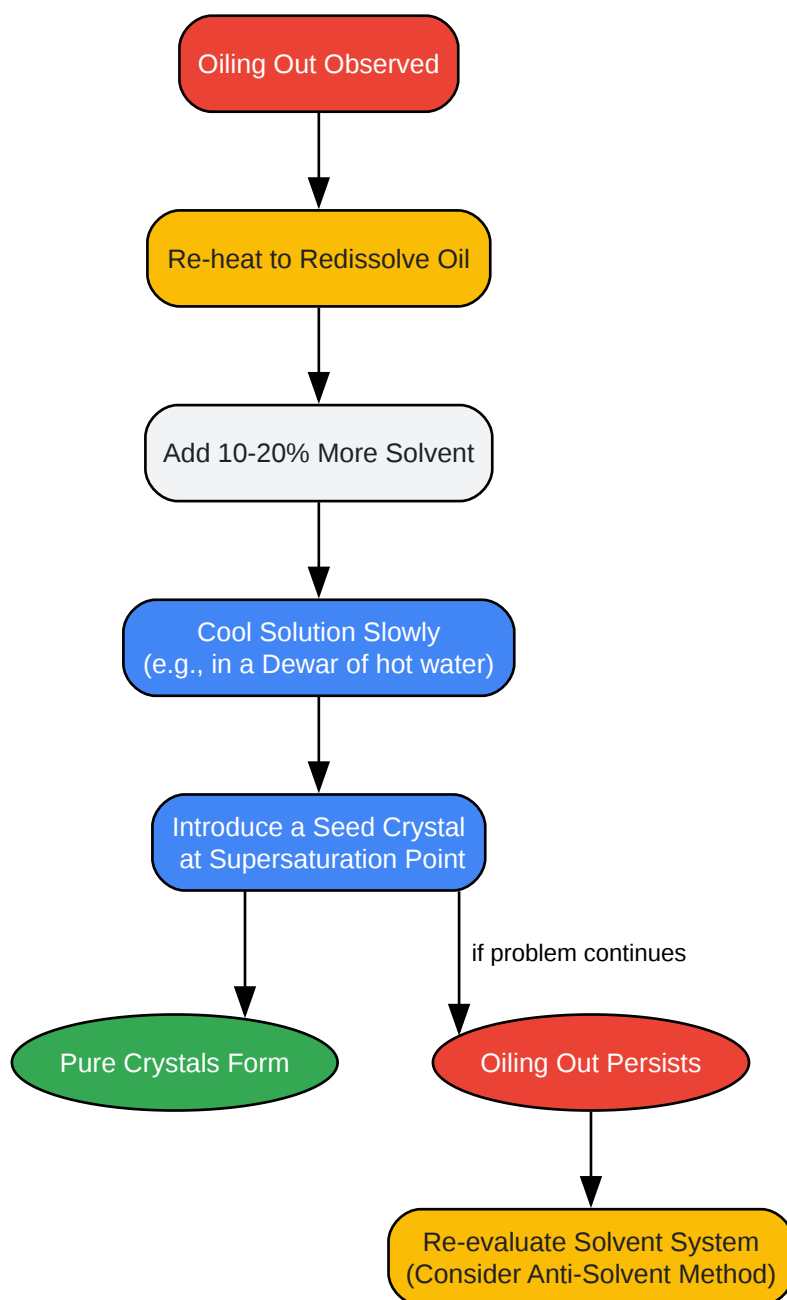 Oiling Out Observed
Re-heat to Redissolve Oil
Add 10-20% More Solvent
Cool Solution Slowly
(e.g., in a Dewar of hot water)
Introduce a Seed Crystal
at Supersaturation Point
if problem continues
Pure Crystals Form
Oiling Out Persists
Re-evaluate Solvent System
(Consider Anti-Solvent Method)